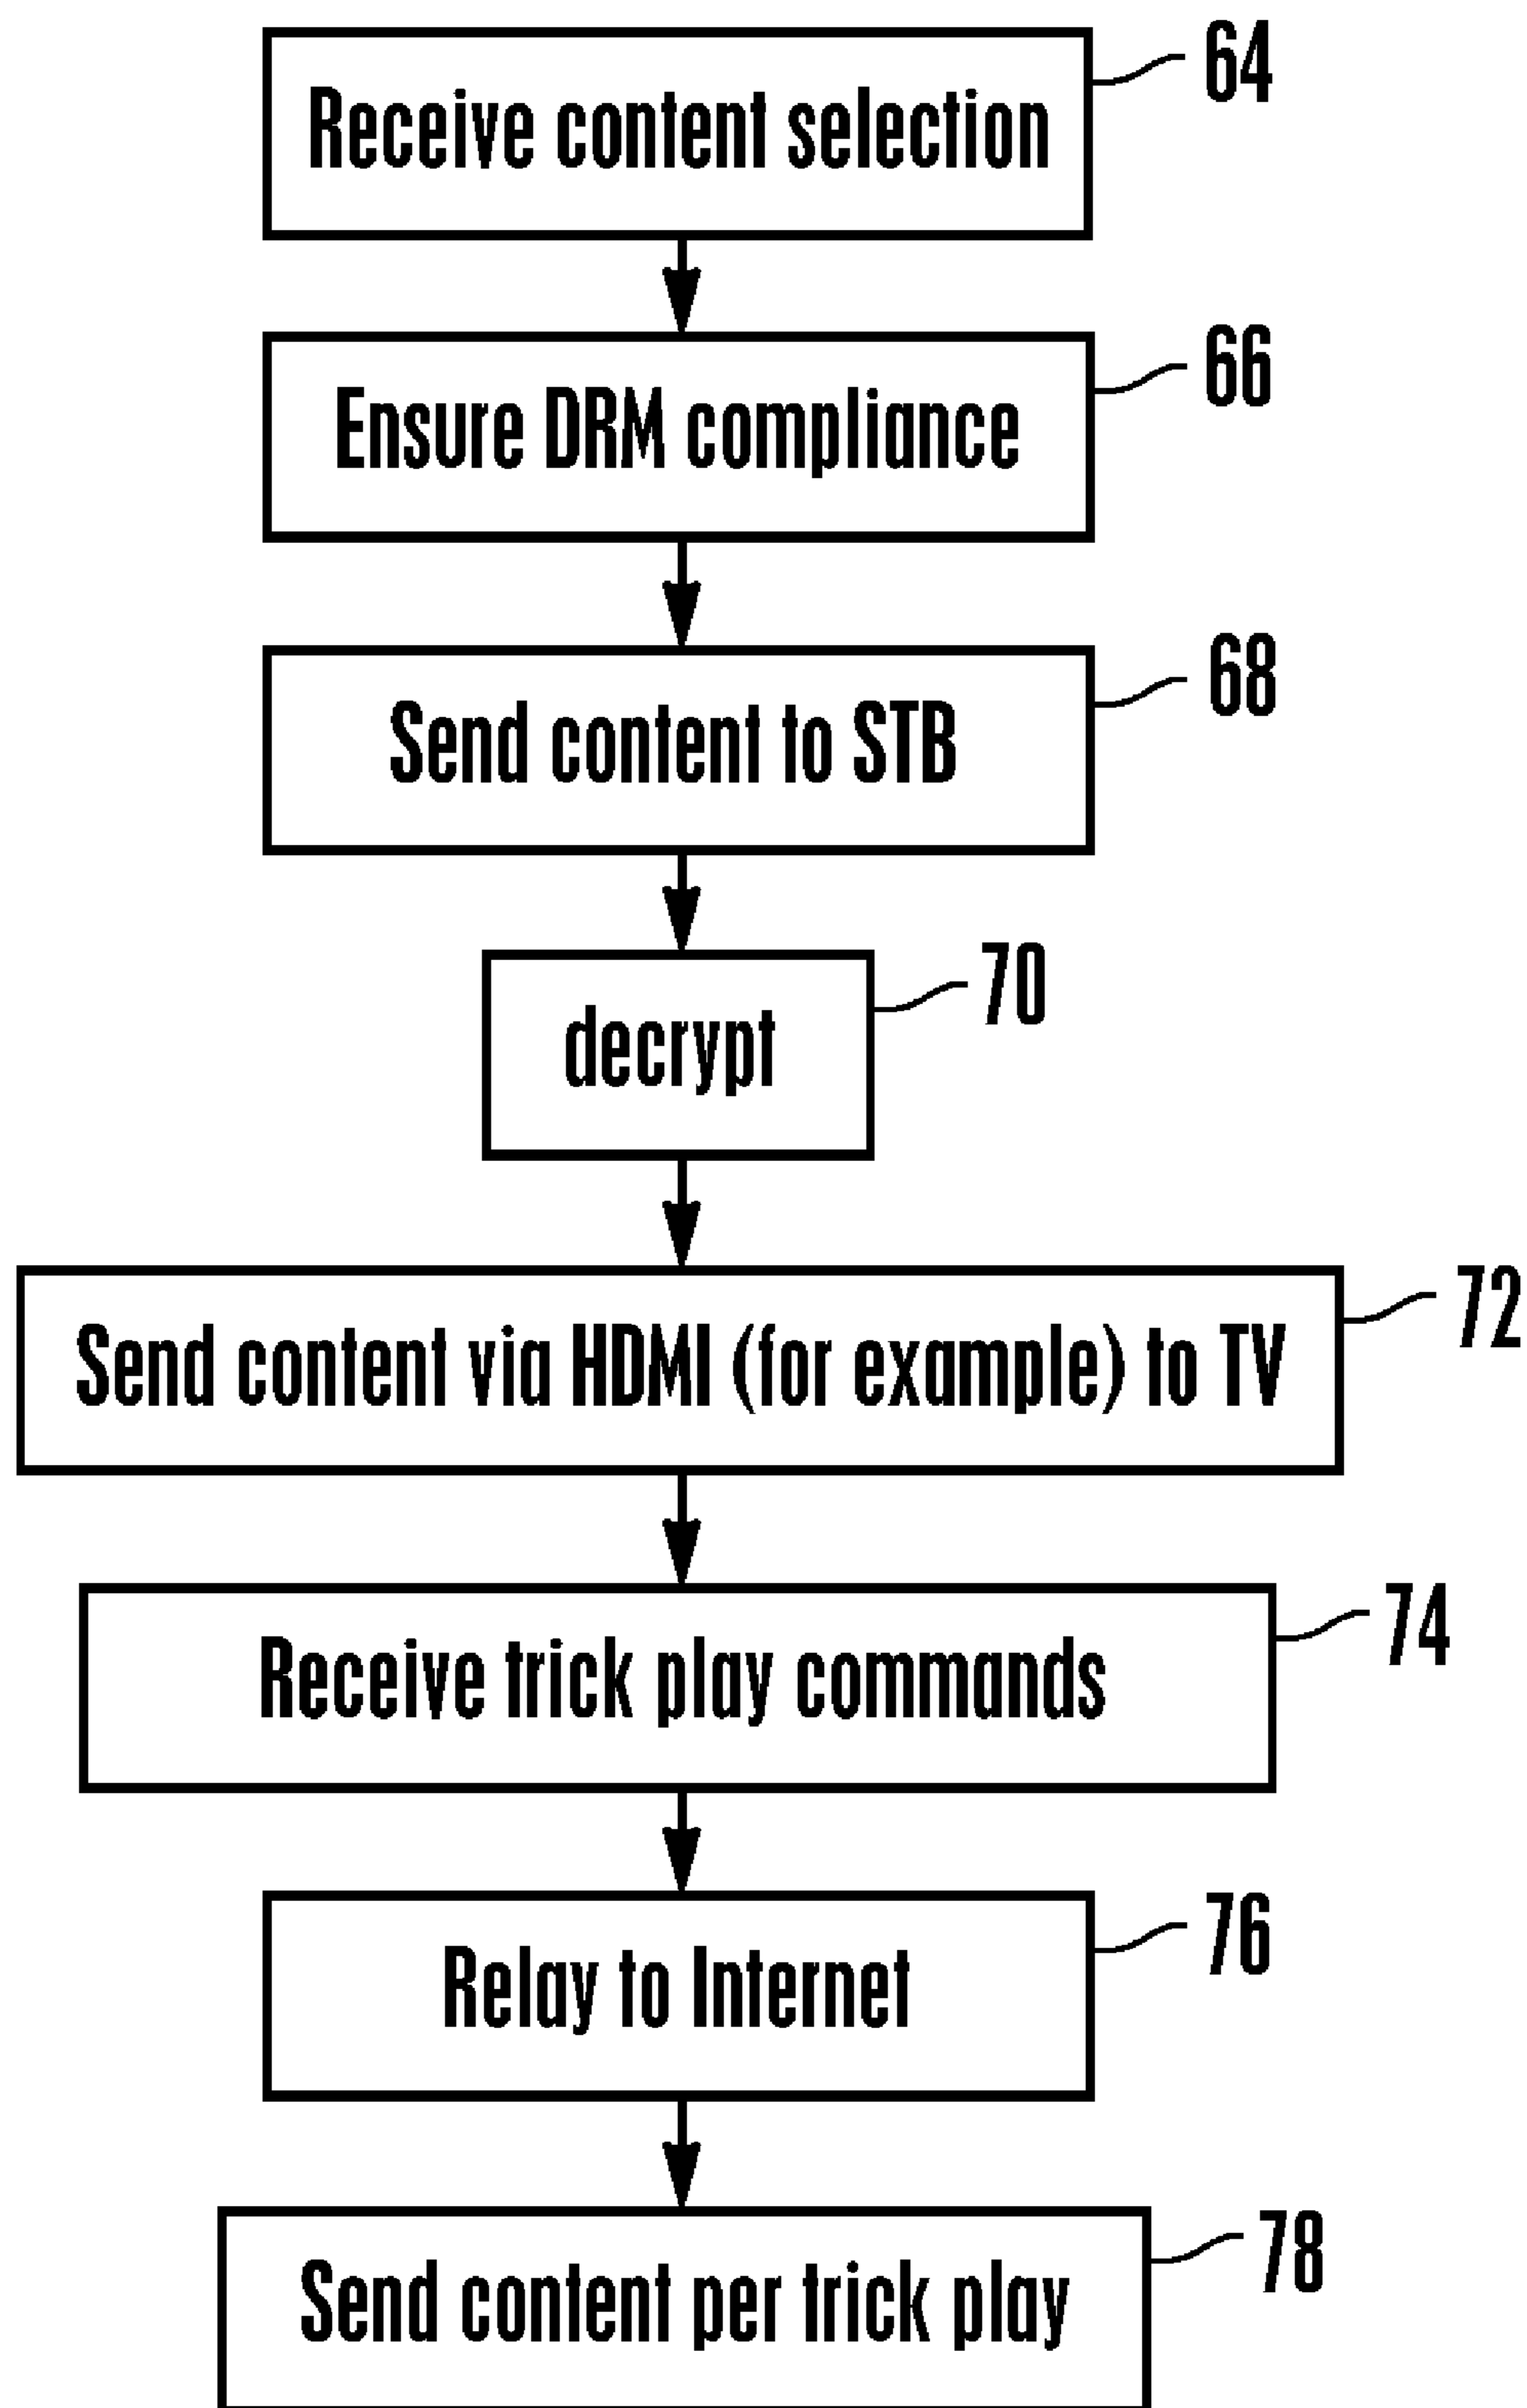 Receive content selection
64
Ensure DRM compliance
66
Send content to STB
68
decrypt
70
Send content via HDMI (for example) to TV
72
Receive trick play commands
74
Relay to Internet
76
Send content per trick play
78